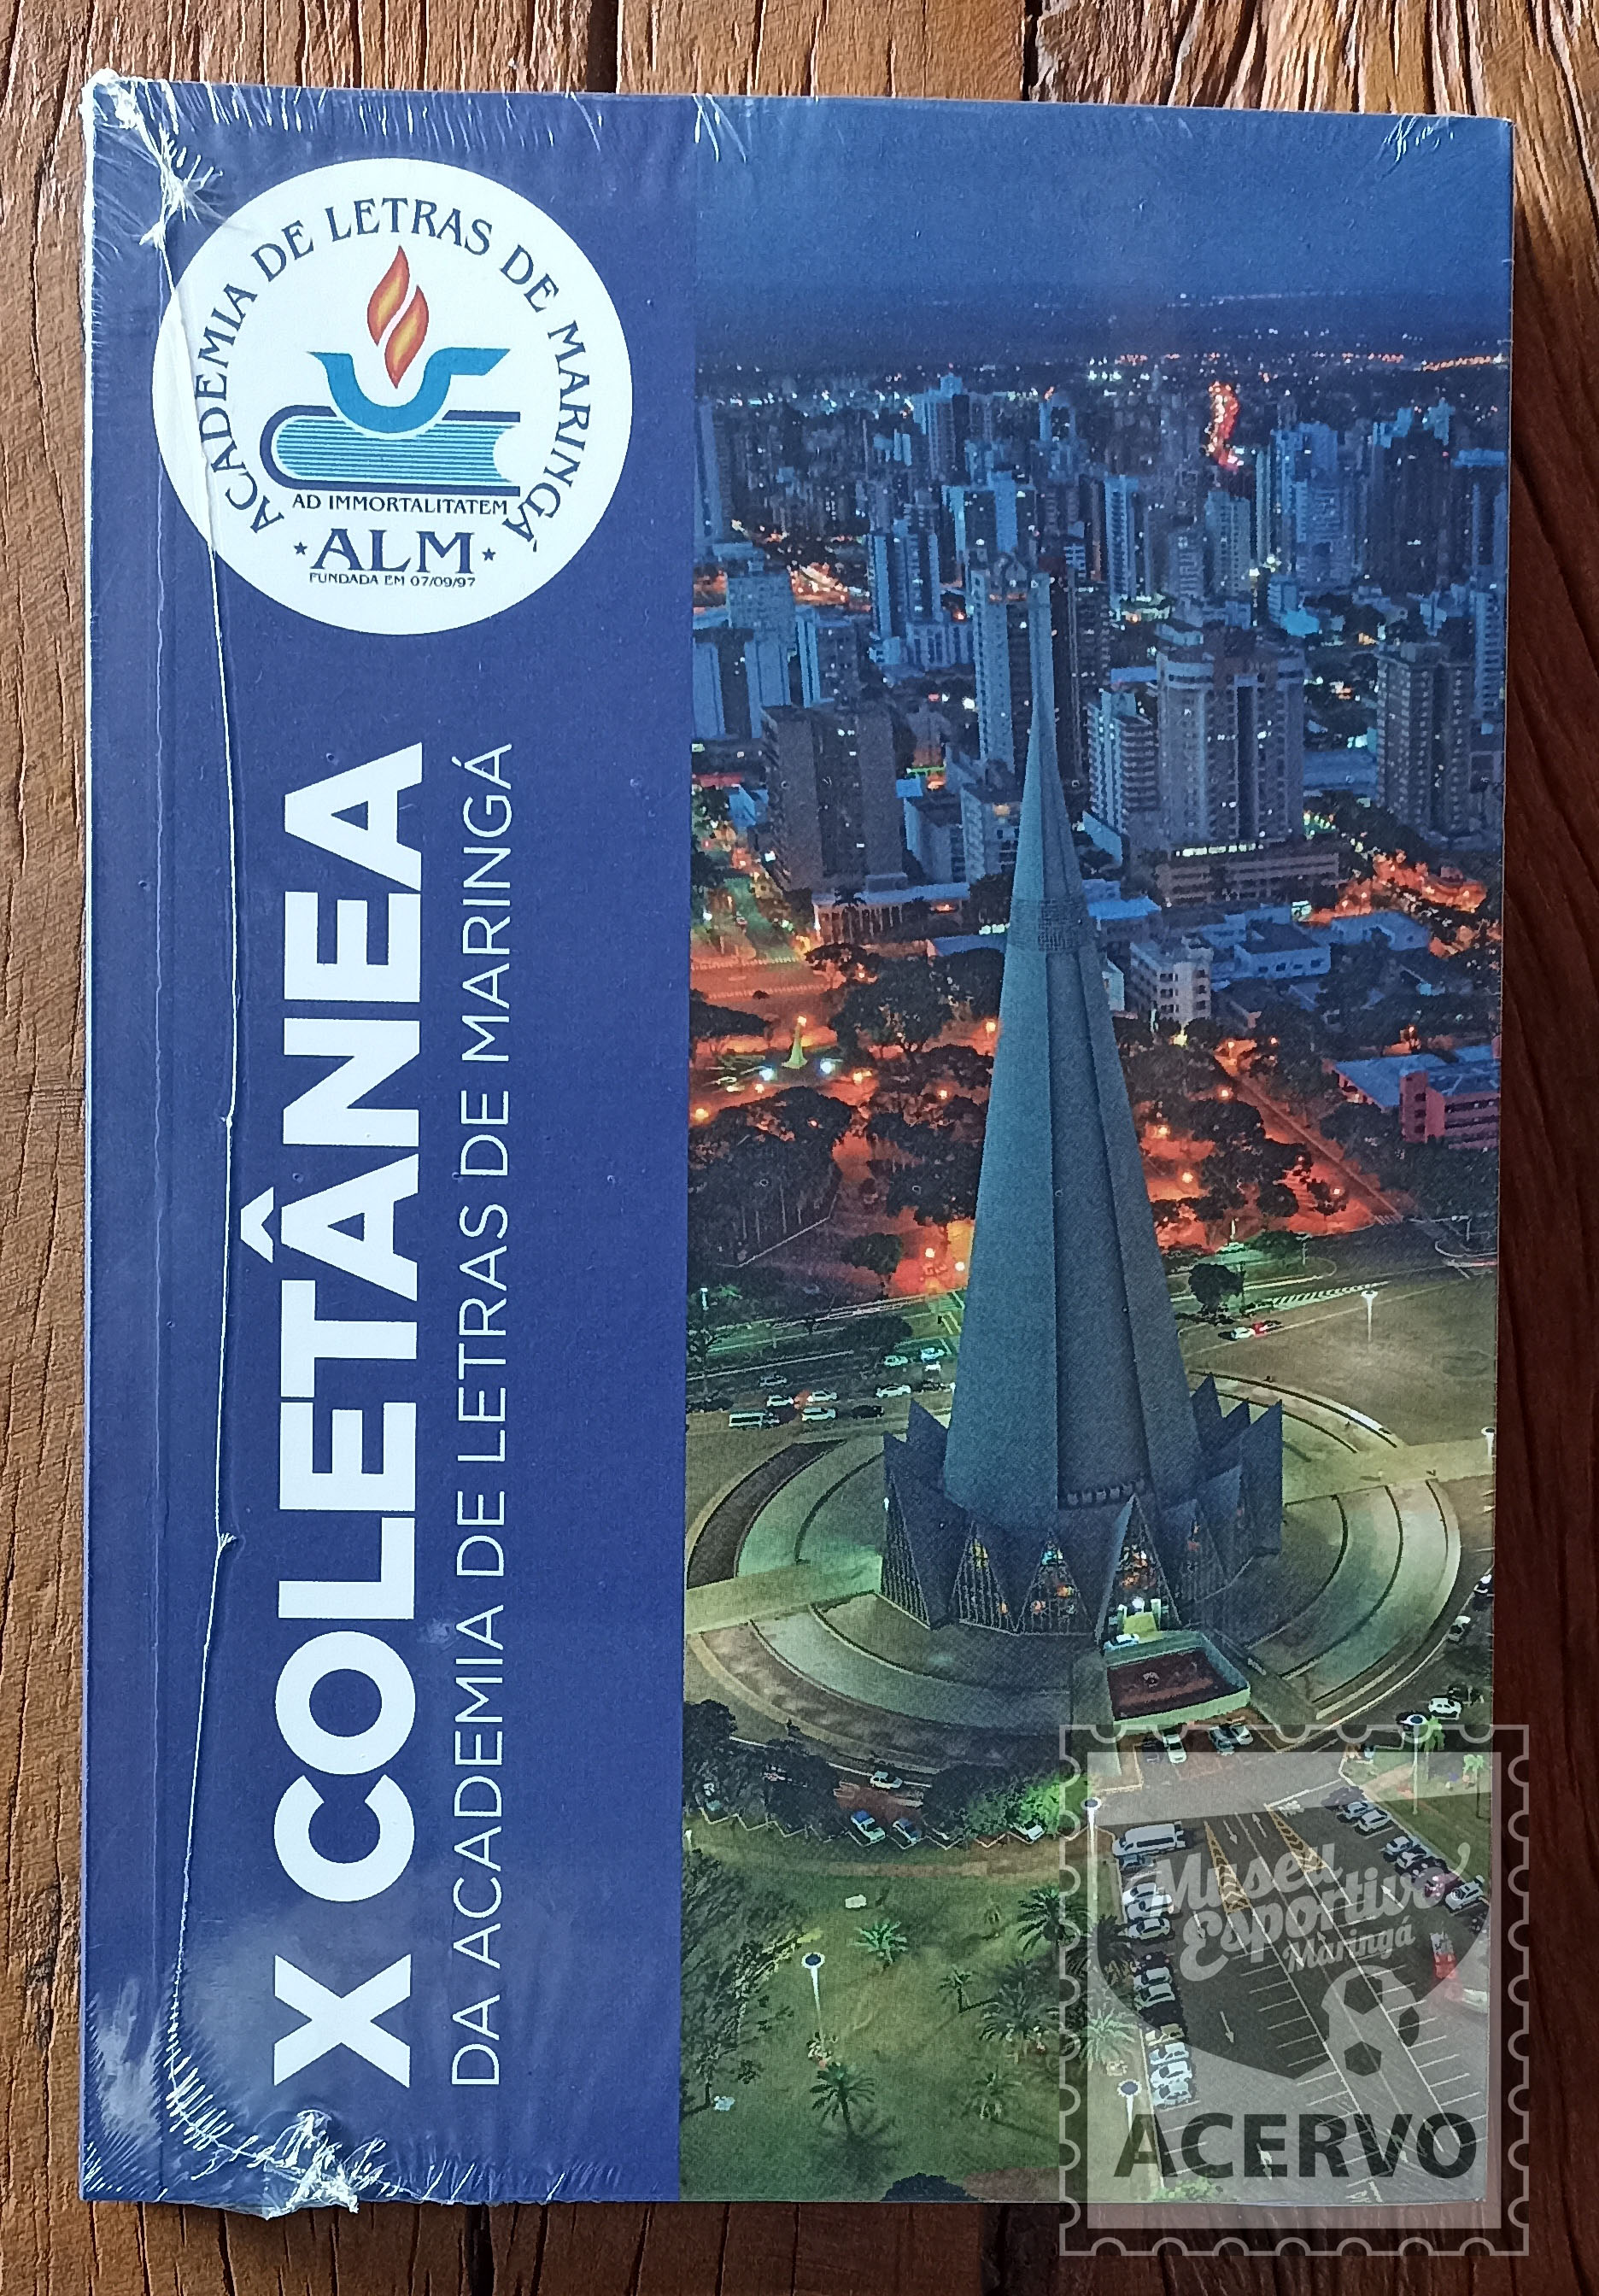 ACADEMIA DE LETRAS DE MARINGÁ
AD IMMORTALITATEM
ALM
FUNDADA EM 07/09/97
X COLETÂNEA
DA ACADEMIA DE LETRAS DE MARINGÁ
Museu
Esportivo
Maringá
ACERVO